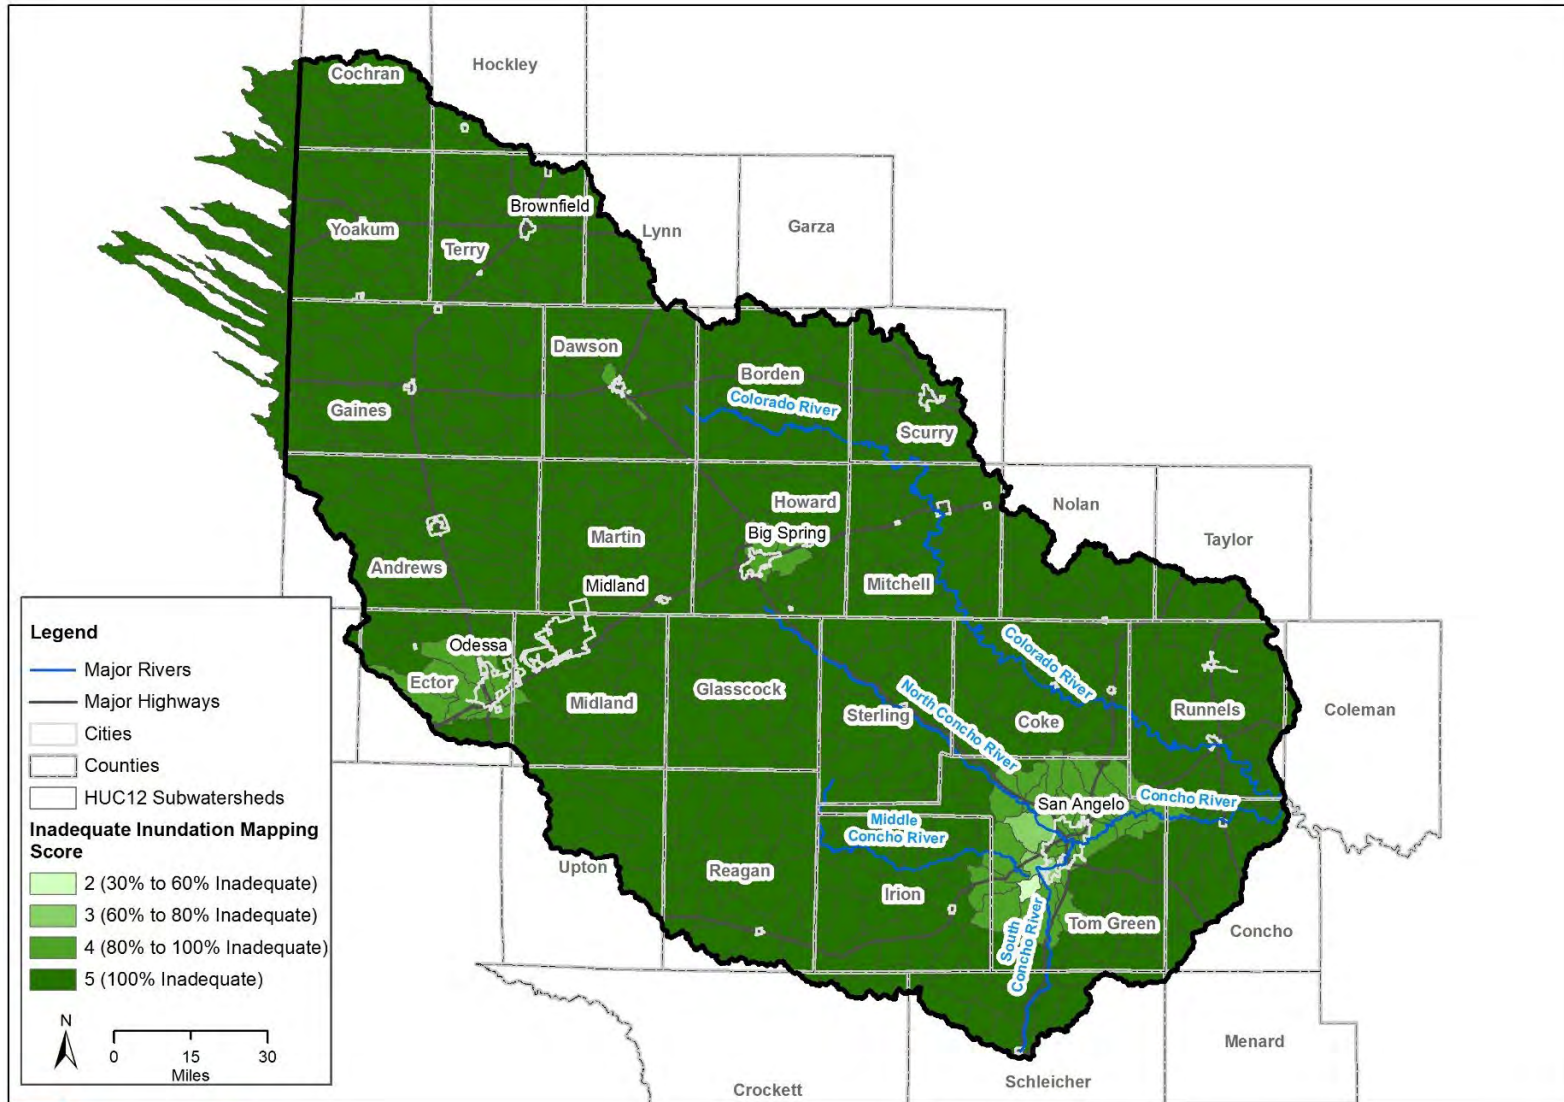 Cochran
Hockley
Brownfield
Yoakum
Terry
Lynn
Garza
Dawson
Borden
Colorado River
Gaines
Scurry
Howard
Nolan
Big Spring
Martin
Taylor
Andrews
Mitchell
Midland
Odessa
Colorado River
Ector
Midland
Glasscock
North Concho River
Sterling
Coke
Runnels
Coleman
San Angelo
Concho River
Middle
Concho River
Upton
Reagan
Irion
South
Concho River
Tom Green
Concho
Menard
Schleicher
Crockett
Legend
Major Rivers
Major Highways
Cities
Counties
HUC12 Subwatersheds
Inadequate Inundation Mapping
Score
2 (30% to 60% Inadequate)
3 (60% to 80% Inadequate)
4 (80% to 100% Inadequate)
5 (100% Inadequate)
N
0 15 30
Miles